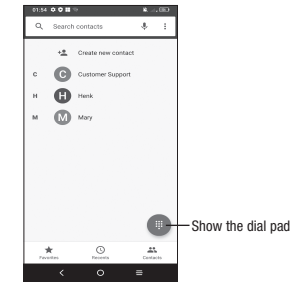 01:54
Search contacts
Create new contact
C
C
Customer Support
H
H
Henk
M
M
Mary
Show the dial pad
Favorites
Recents
Contacts